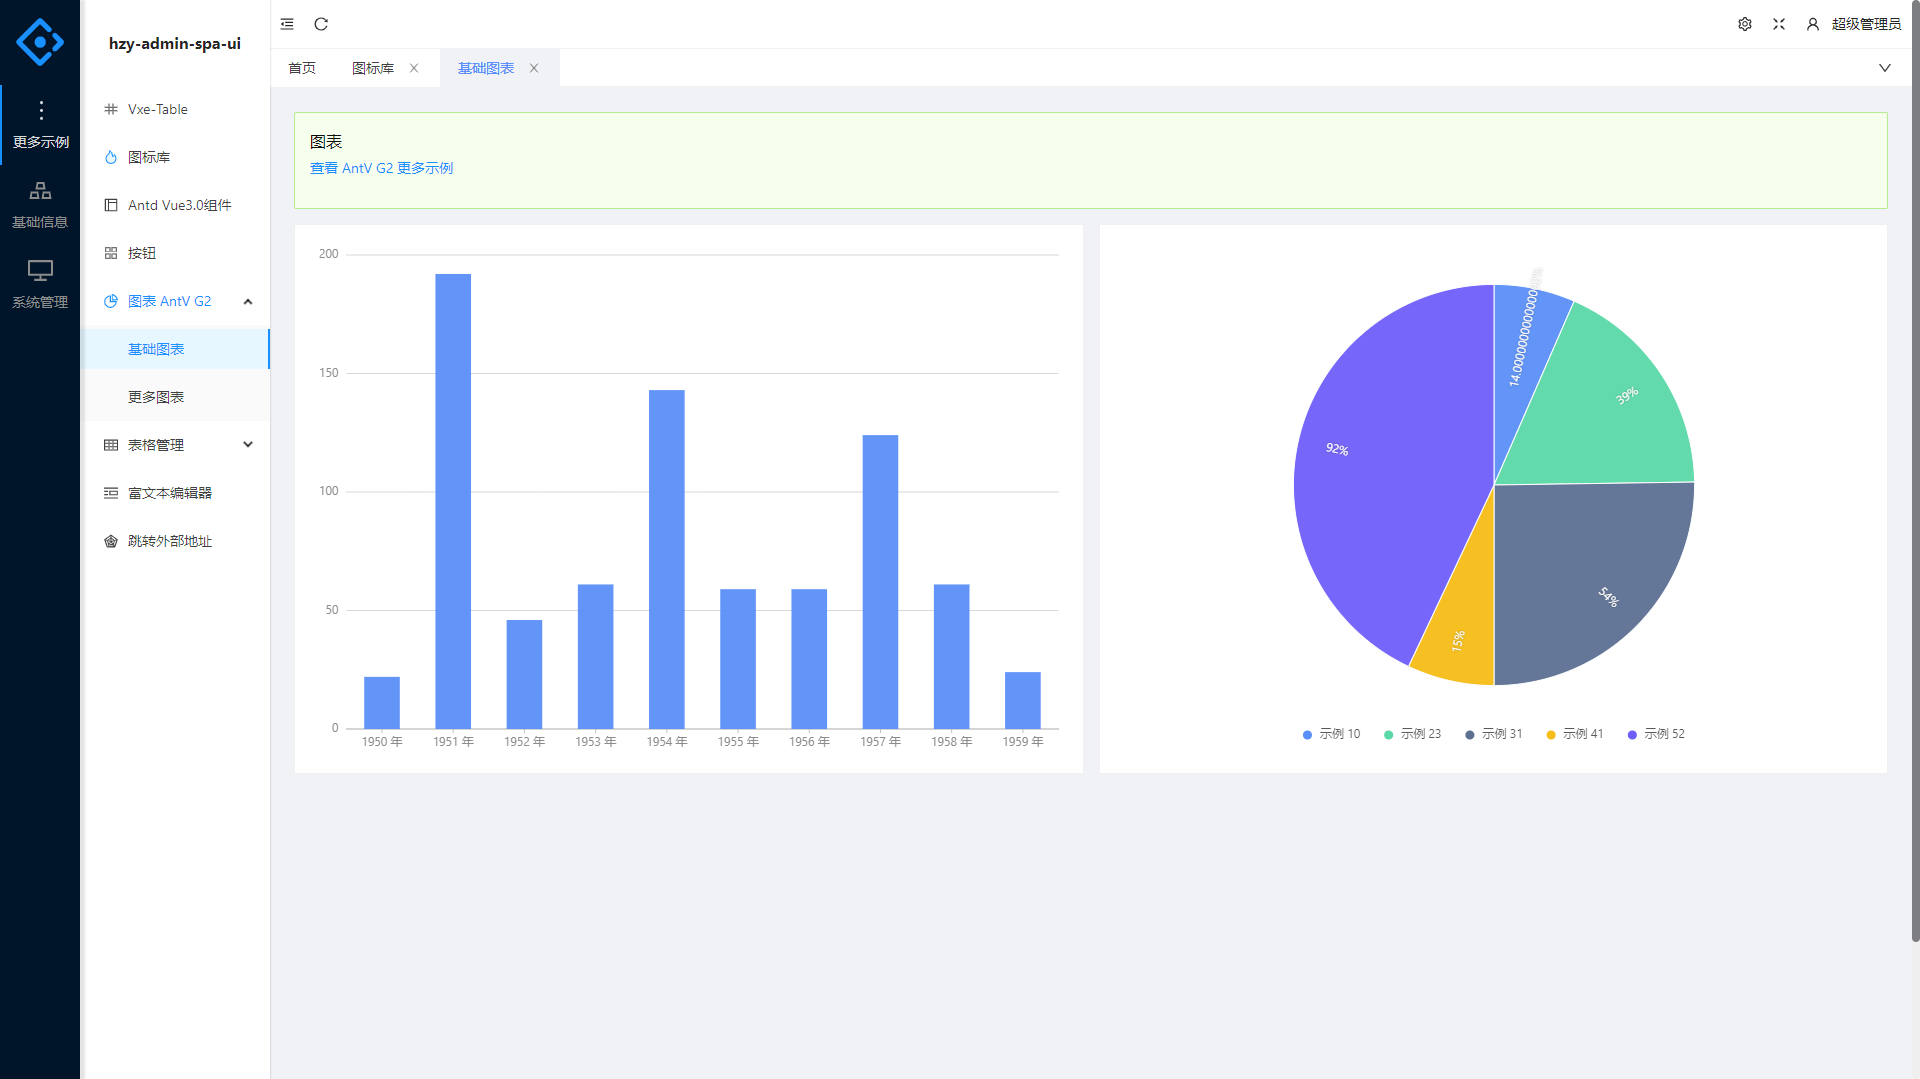 hzy-admin-spa-ui
更多示例
基础信息
系统管理
Vxe-Table
图标库
Antd Vue3.0组件
按钮
图表 AntV G2
基础图表
更多图表
表格管理
富文本编辑器
跳转外部地址
超级管理员
首页
图标库
基础图表
图表
查看 AntV G2 更多示例
200
150
100
50
0
1950 年
1951 年
1952 年
1953 年
1954 年
1955 年
1956 年
1957 年
1958 年
1959 年
39%
54%
15%
92%
示例 10
示例 23
示例 31
示例 41
示例 52